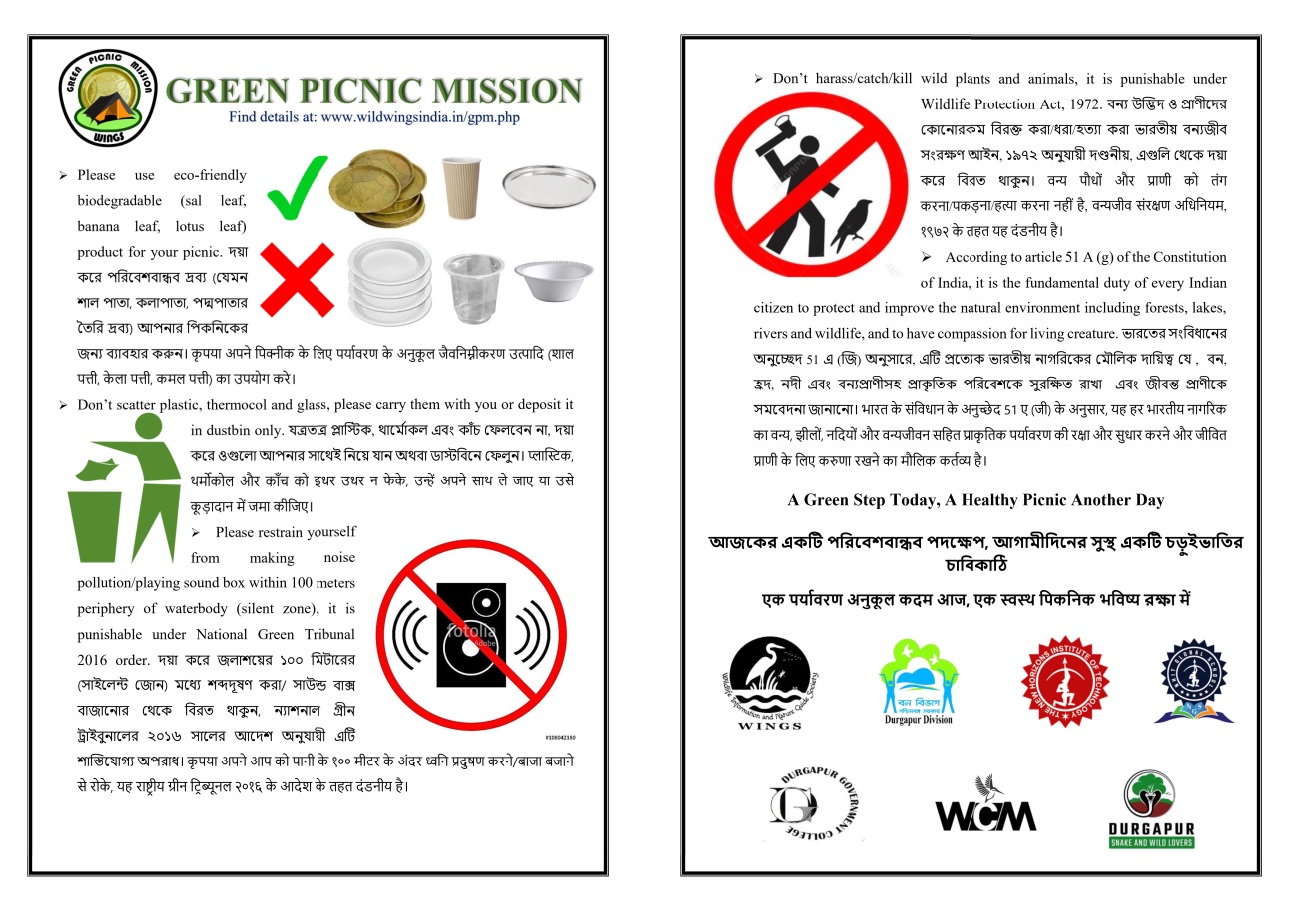 GREEN PICNIC MISSION
WINGS
GREEN PICNIC MISSION
Find details at: www.wildwingsindia.in/gpm.php
➢ Please use eco-friendly
biodegradable (sal leaf,
banana leaf, lotus leaf)
product for your picnic. দয়া
করে পরিবেশবান্ধব দ্রব্য (যেমন
শাল পাতা, কলাপাতা, পদ্মপাতার
তৈরি দ্রব্য) আপনার পিকনিকের
জন্য ব্যাবহার করুন। कृपया अपने पिक्नीक के लिए पर्यावरण के अनुकूल जैवनिम्नीकरण उत्पादि (शाल
पत्ती, केला पत्ती, कमल पत्ती) का उपयोग करे।
➢ Don’t scatter plastic, thermocol and glass, please carry them with you or deposit it
in dustbin only. যত্রতত্র প্লাস্টিক, থার্মোকল এবং কাঁচ ফেলবেন না, দয়া
করে ওগুলো আপনার সাথেই নিয়ে যান অথবা ডাস্টবিনে ফেলুন। प्लास्टिक,
थर्मोकोल और काँच को इधर उधर न फेके, उन्हें अपने साथ ले जाए या उसे
कूड़ादान में जमा कीजिए।
➢ Please restrain yourself
from making noise
pollution/playing sound box within 100 meters
periphery of waterbody (silent zone), it is
punishable under National Green Tribunal
2016 order. দয়া করে জলাশয়ের ১০০ মিটারের
(সাইলেন্ট জোন) মধ্যে শব্দদূষণ করা/ সাউন্ড বাক্স
বাজানোর থেকে বিরত থাকুন, ন্যাশনাল গ্রীন
ট্রাইবুনালের ২০১৬ সালের আদেশ অনুযায়ী এটি
শাস্তিযোগ্য অপরাধ। कृपया अपने आप को पानी के १०० मीटर के अंदर ध्वनि प्रदुषण करने/बाजा बजाने
से रोके, यह राष्ट्रीय ग्रीन ट्रिब्यूनल २०१६ के आदेश के तहत दंडनीय है।
fotolia
Adobe
➢ Don’t harass/catch/kill wild plants and animals, it is punishable under
Wildlife Protection Act, 1972. বন্য উদ্ভিদ ও প্রাণীদের
কোনোরকম বিরক্ত করা/ধরা/হত্যা করা ভারতীয় বন্যজীব
সংরক্ষণ আইন, ১৯৭২ অনুযায়ী দণ্ডনীয়, এগুলি থেকে দয়া
করে বিরত থাকুন। वन्य पौधों और प्राणी को तंग
करना/पकड़ना/हत्या करना नहीं है, वन्यजीव संरक्षण अधिनियम,
१९७२ के तहत यह दंडनीय है।
➢ According to article 51 A (g) of the Constitution
of India, it is the fundamental duty of every Indian
citizen to protect and improve the natural environment including forests, lakes,
rivers and wildlife, and to have compassion for living creature. ভারতের সংবিধানের
অনুচ্ছেদ 51 এ (জি) অনুসারে, এটি প্রত্যেক ভারতীয় নাগরিকের মৌলিক দায়িত্ব যে , বন,
হ্রদ, নদী এবং বন্যপ্রাণীসহ প্রাকৃতিক পরিবেশকে সুরক্ষিত রাখা এবং জীবন্ত প্রাণীকে
সমবেদনা জানানো। भारत के संविधान के अनुच्छेद 51 ए (जी) के अनुसार, यह हर भारतीय नागरिक
का वन्य, झीलों, नदियों और वन्यजीवन सहित प्राकृतिक पर्यावरण की रक्षा और सुधार करने और जीवित
प्राणी के लिए करुणा रखने का मौलिक कर्तव्य है।
A Green Step Today, A Healthy Picnic Another Day
আজকের একটি পরিবেশবান্ধব পদক্ষেপ, আগামীদিনের সুস্থ একটি চড়ুইভাতির
চাবিকাঠি
एक पर्यावरण अनुकूल कदम आज, एक स्वस्थ पिकनिक भविष्य रक्षा में
Wildlife Information and Nature Guide Society
WINGS
বন বিভাগ
পশ্চিমবঙ্গ সরকার
Durgapur Division
THE NEW HORIZONS INSTITUTE OF TECHNOLOGY
DURGAPUR GOVERNMENT COLLEGE
WCM
DURGAPUR
SNAKE AND WILD LOVERS